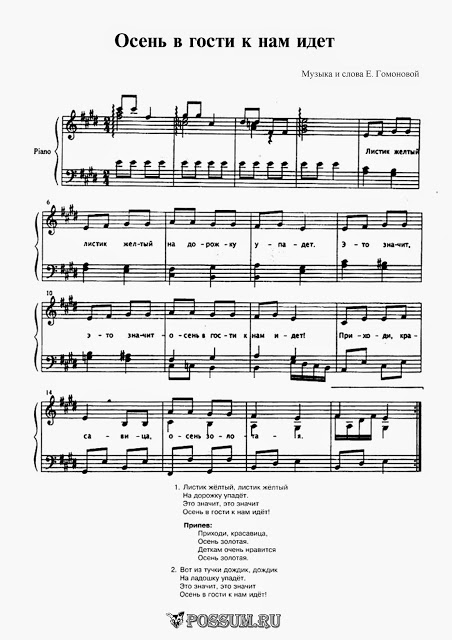 Осень в гости к нам идет
Музыка и слова Е. Гомоновой
Piano
Листик желтый
6
листик жел-тый на до-рож-ку у-па-дет. Э-то зна-чит,
10
э-то зна-чит о-сень в гос-ти к нам и-дет! При-хо-ди, кра-
14
са-ви-ца, о-сень зо-ло-та-я.
1. Листик жёлтый, листик жёлтый
На дорожку упадёт.
Это значит, это значит
Осень в гости к нам идёт!
Припев:
Приходи, красавица,
Осень золотая.
Деткам очень нравится
Осень золотая.
2. Вот из тучки дождик, дождик
На ладошку упадёт.
Это значит, это значит
Осень в гости к нам идёт!
POSSUM.RU